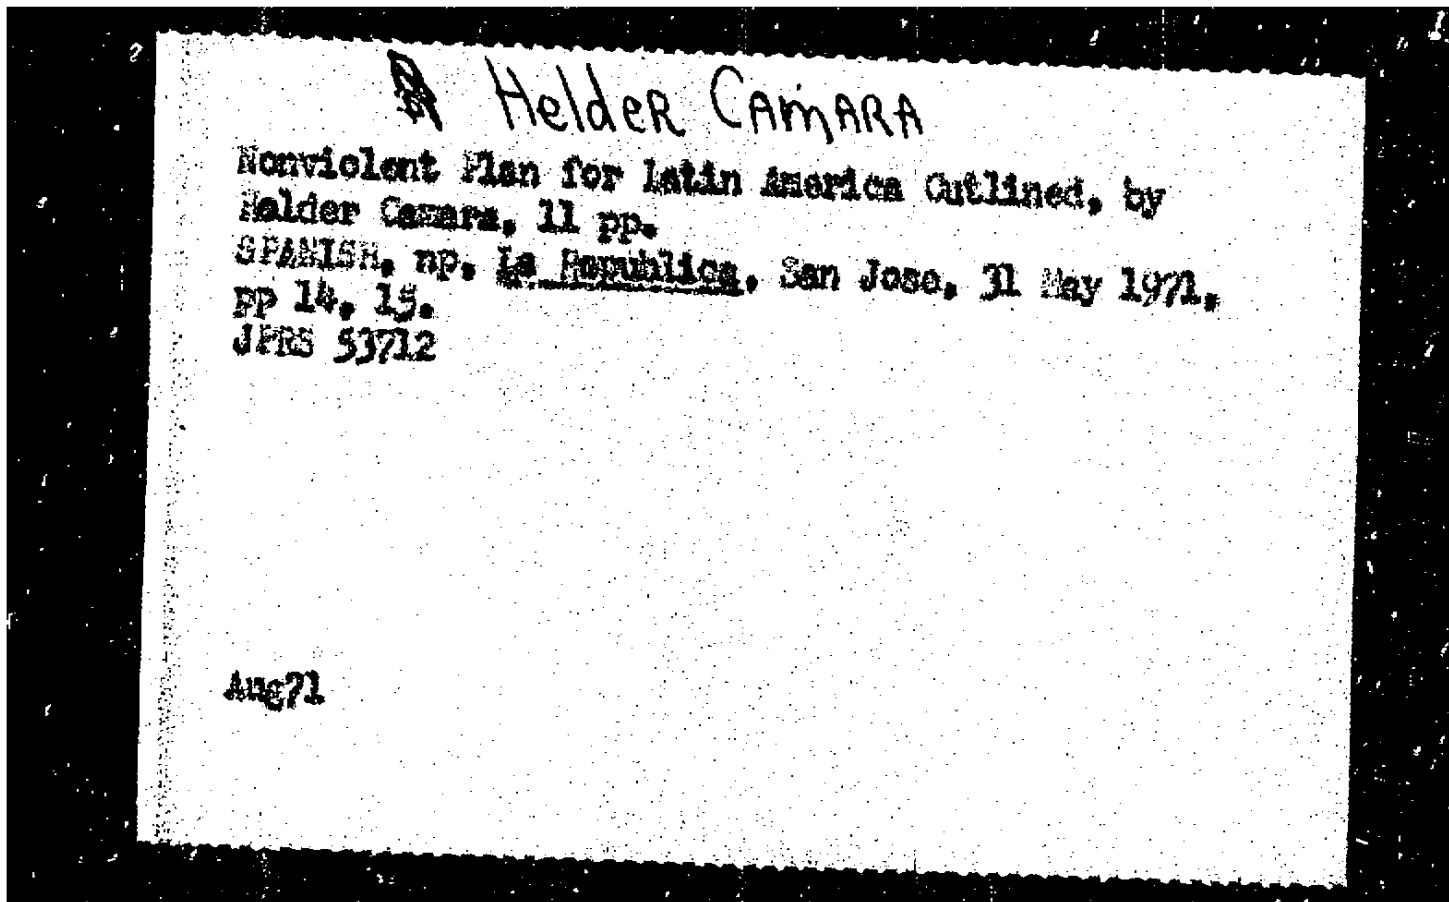 Helder CAMARA
Nonviolent Plan for Latin America Outlined, by
Helder Camara, 11 pp.
SPANISH, np, La Republica, San Jose, 31 May 1971,
pp 14, 15.
JPRS 53712
Aug71